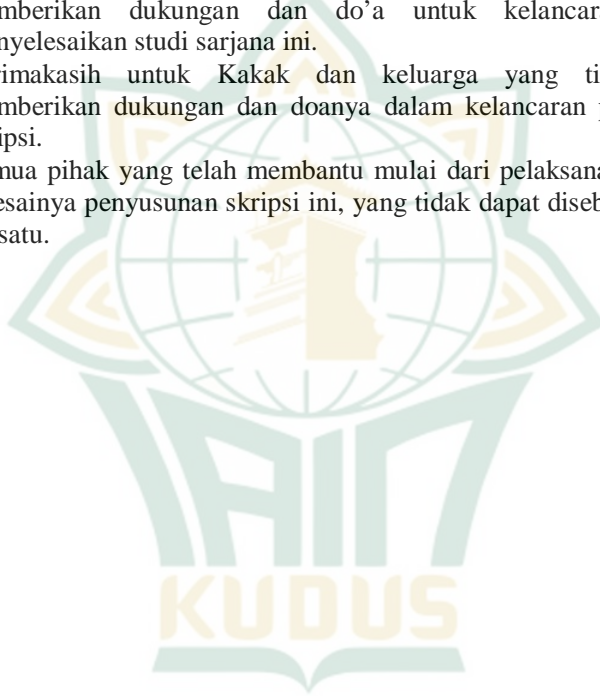 mberikan dukungan dan do'a untuk kelancara
nyelesaikan studi sarjana ini.
rimakasih untuk Kakak dan keluarga yang ti
mberikan dukungan dan doanya dalam kelancaran p
ipsi.
mua pihak yang telah membantu mulai dari pelaksana
esainya penyusunan skripsi ini, yang tidak dapat diseb
satu.
IAIN
KUDUS